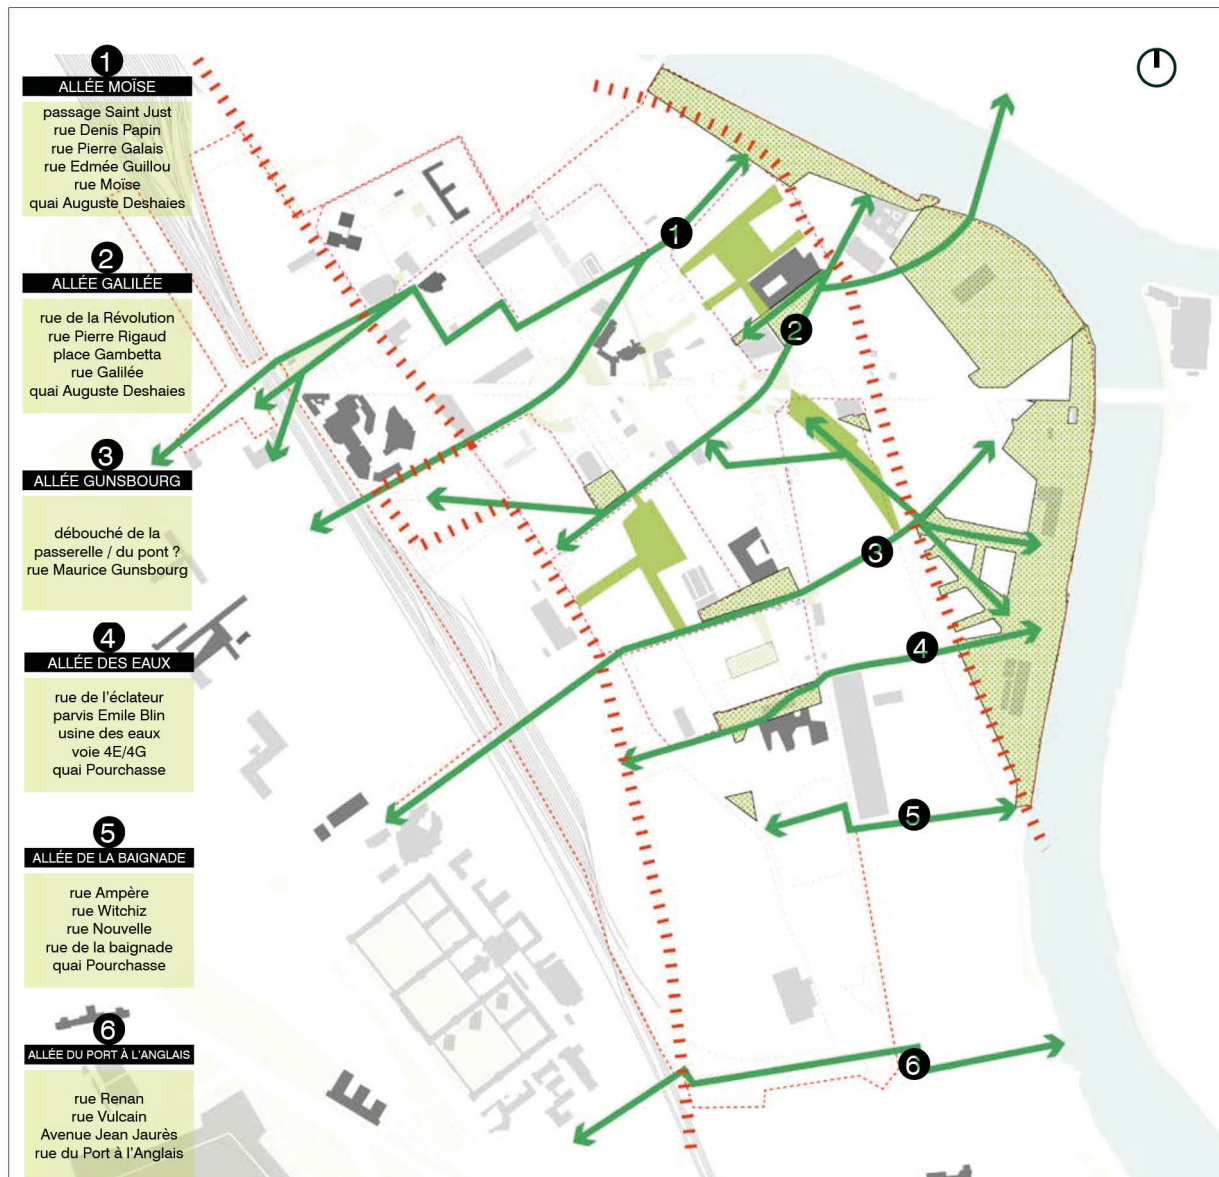 1
ALLÉE MOÏSE
passage Saint Just
rue Denis Papin
rue Pierre Galais
rue Edmée Guillou
rue Moïse
quai Auguste Deshaies
2
ALLÉE GALILÉE
rue de la Révolution
rue Pierre Rigaud
place Gambetta
rue Galilée
quai Auguste Deshaies
3
ALLÉE GUNSBOURG
débouché de la
passerelle / du pont ?
rue Maurice Gunsbourg
4
ALLÉE DES EAUX
rue de l'éclateur
parvis Emile Blin
usine des eaux
voie 4E/4G
quai Pourchasse
5
ALLÉE DE LA BAIGNADE
rue Ampère
rue Witchiz
rue Nouvelle
rue de la baignade
quai Pourchasse
6
ALLÉE DU PORT À L'ANGLAIS
rue Renan
rue Vulcain
Avenue Jean Jaurès
rue du Port à l'Anglais
1
2
3
4
5
6